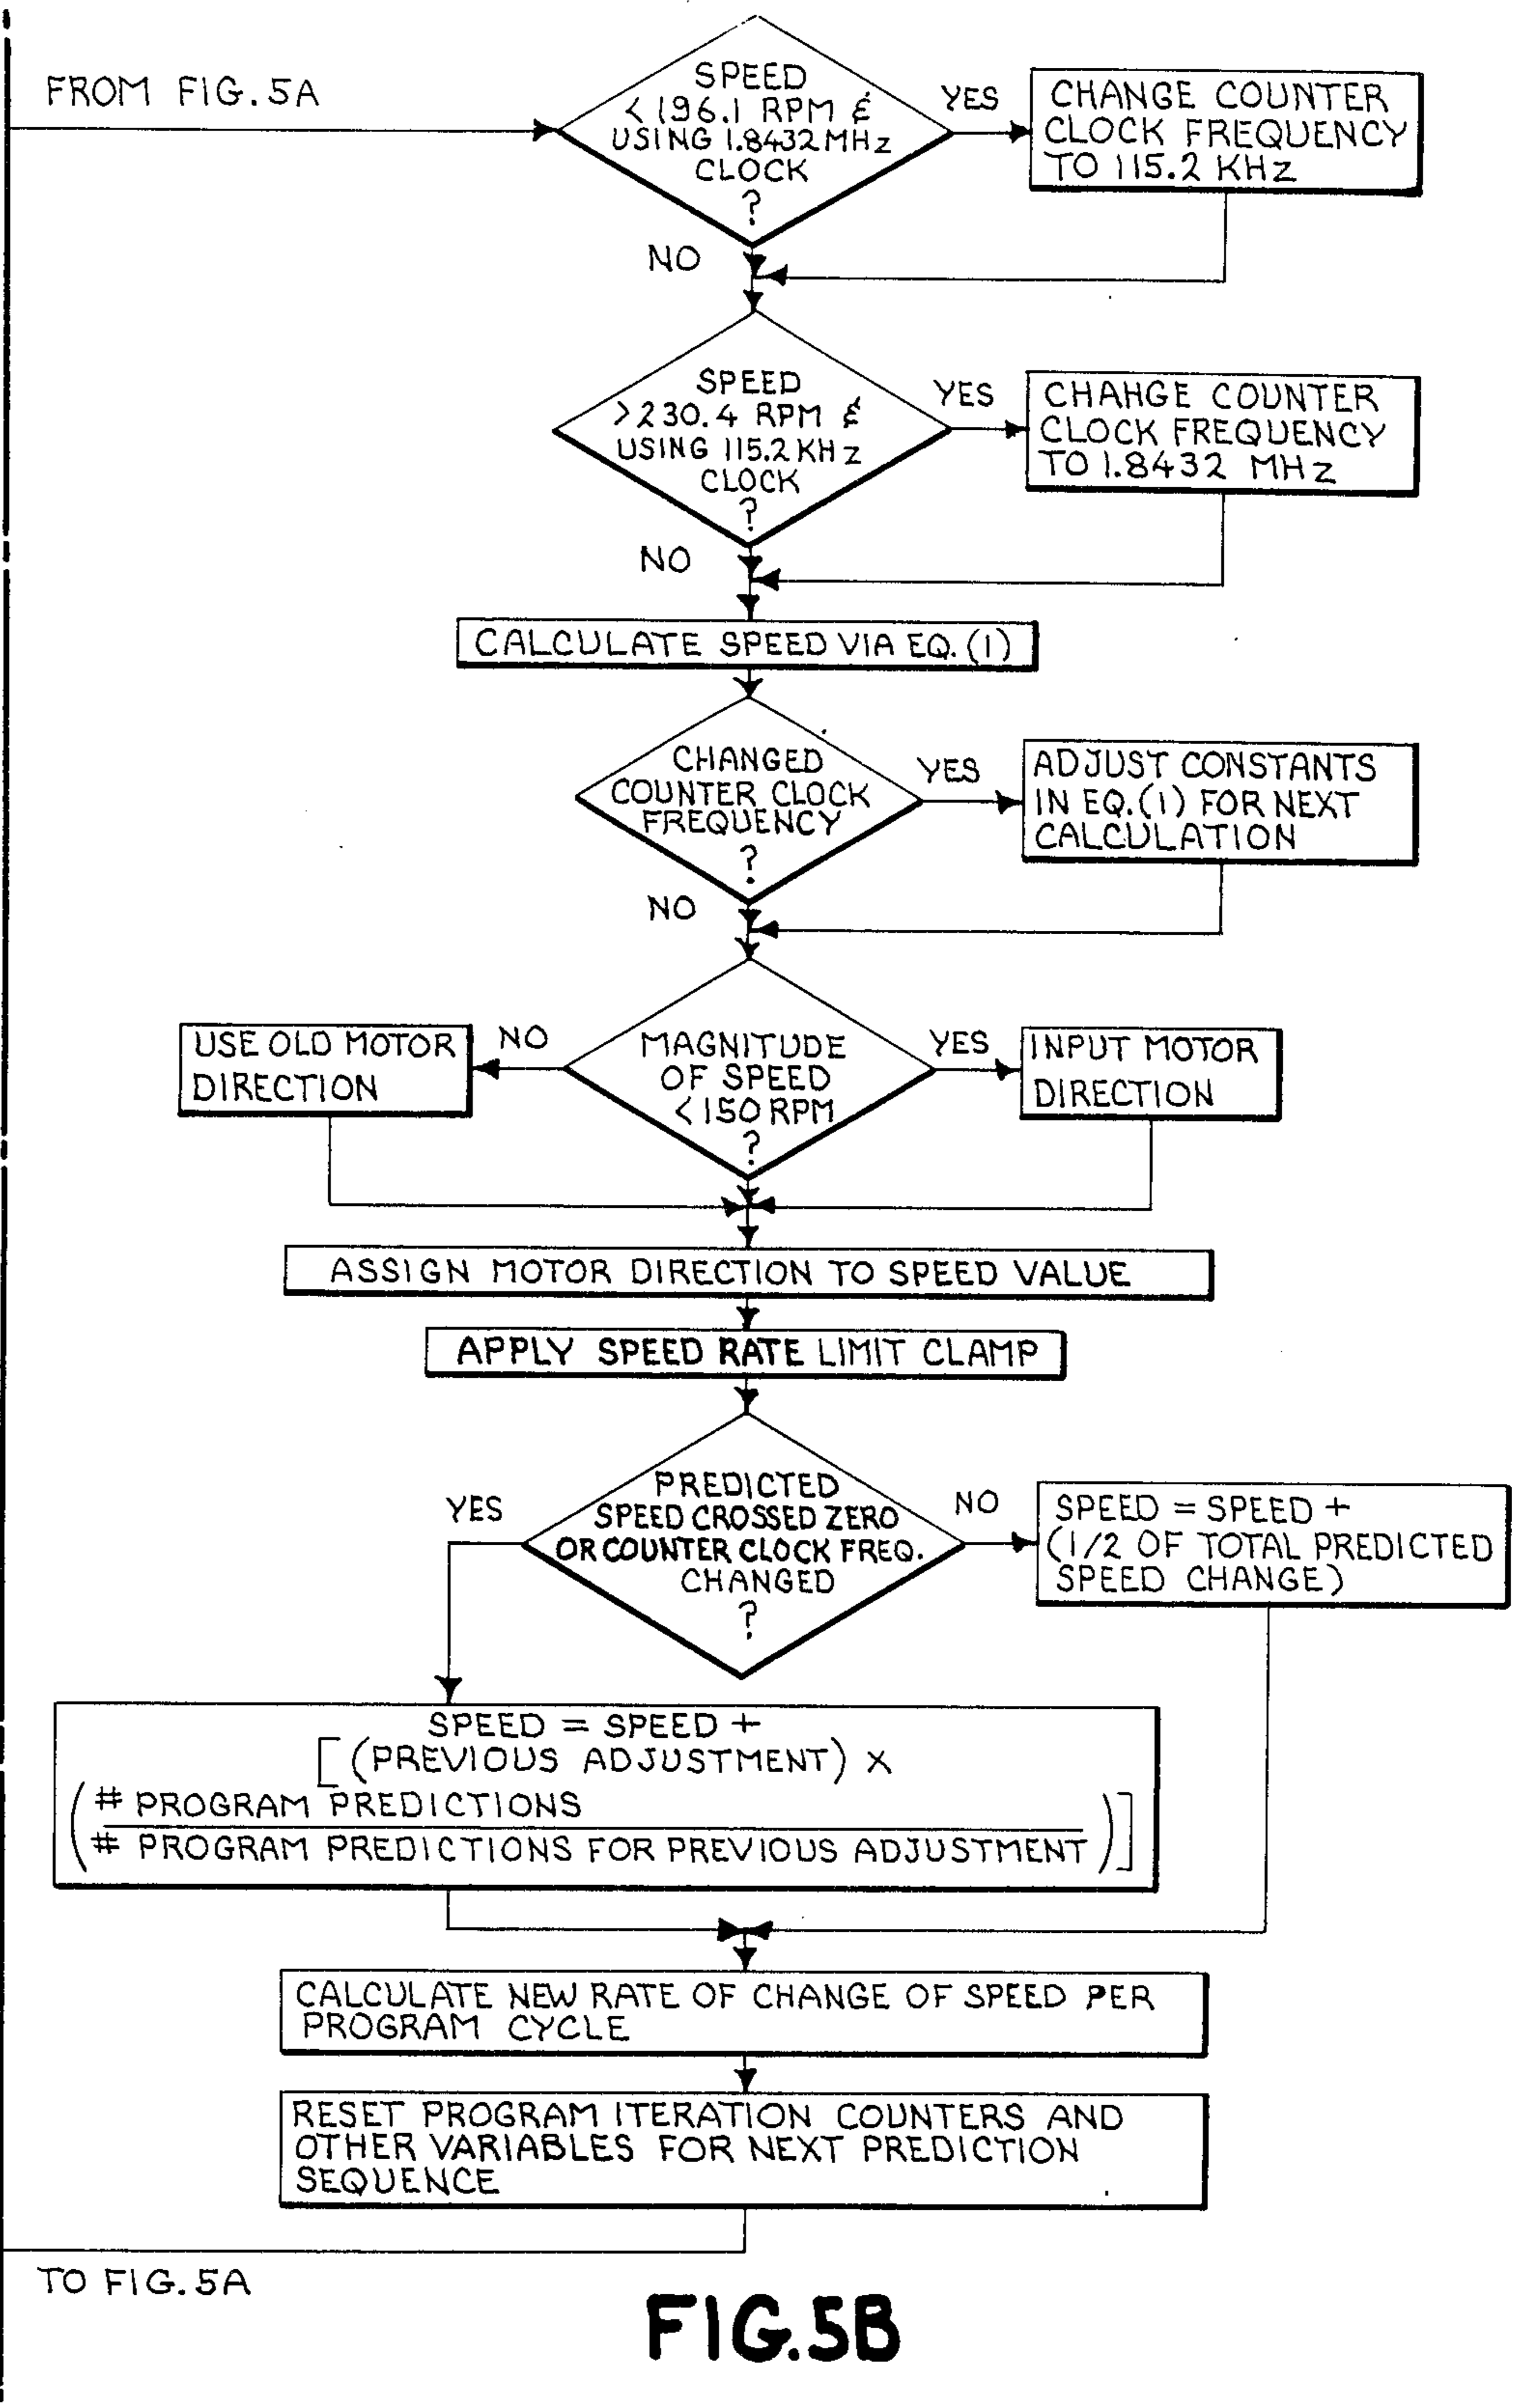 FROM FIG.5A
SPEED
<196.1 RPM &
USING 1.8432MHz
CLOCK
?
YES
CHANGE COUNTER
CLOCK FREQUENCY
TO 115.2 KHz
NO
SPEED
>230.4 RPM &
USING 115.2KHz
CLOCK
?
YES
CHAHGE COUNTER
CLOCK FREQUENCY
TO 1.8432 MHz
NO
CALCULATE SPEED VIA EQ.(1)
CHANGED
COUNTER CLOCK
FREQUENCY
?
YES
ADJUST CONSTANTS
IN EQ.(1) FOR NEXT
CALCULATION
NO
USE OLD MOTOR
DIRECTION
NO
MAGNITUDE
OF SPEED
<150 RPM
?
YES
INPUT MOTOR
DIRECTION
ASSIGN MOTOR DIRECTION TO SPEED VALUE
APPLY SPEED RATE LIMIT CLAMP
YES
PREDICTED
SPEED CROSSED ZERO
OR COUNTER CLOCK FREQ.
CHANGED
?
NO
SPEED = SPEED +
(1/2 OF TOTAL PREDICTED
SPEED CHANGE)
SPEED = SPEED +
[(PREVIOUS ADJUSTMENT) X
(# PROGRAM PREDICTIONS
# PROGRAM PREDICTIONS FOR PREVIOUS ADJUSTMENT)]
CALCULATE NEW RATE OF CHANGE OF SPEED PER
PROGRAM CYCLE
RESET PROGRAM ITERATION COUNTERS AND
OTHER VARIABLES FOR NEXT PREDICTION
SEQUENCE
TO FIG.5A
FIG.5B